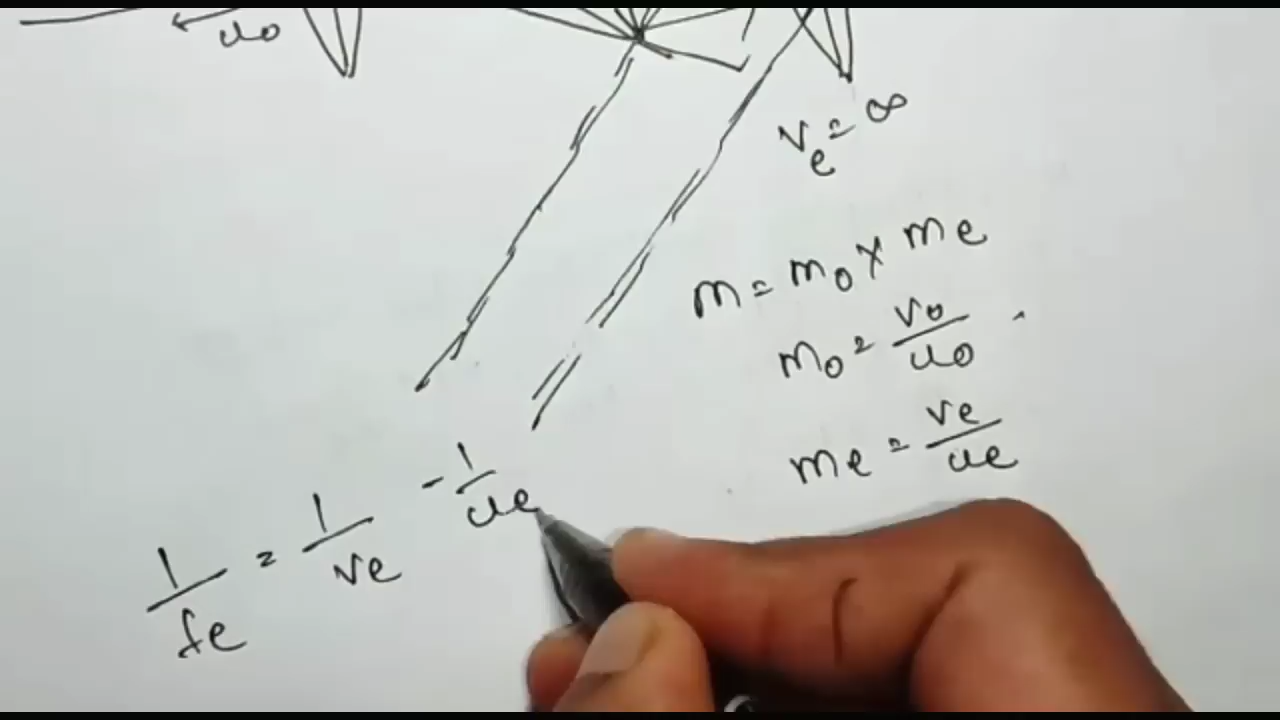 uo
ve = ∞
m = mo × me
mo = vo/uo
me = ve/ue
1/fe = 1/ve - 1/ue